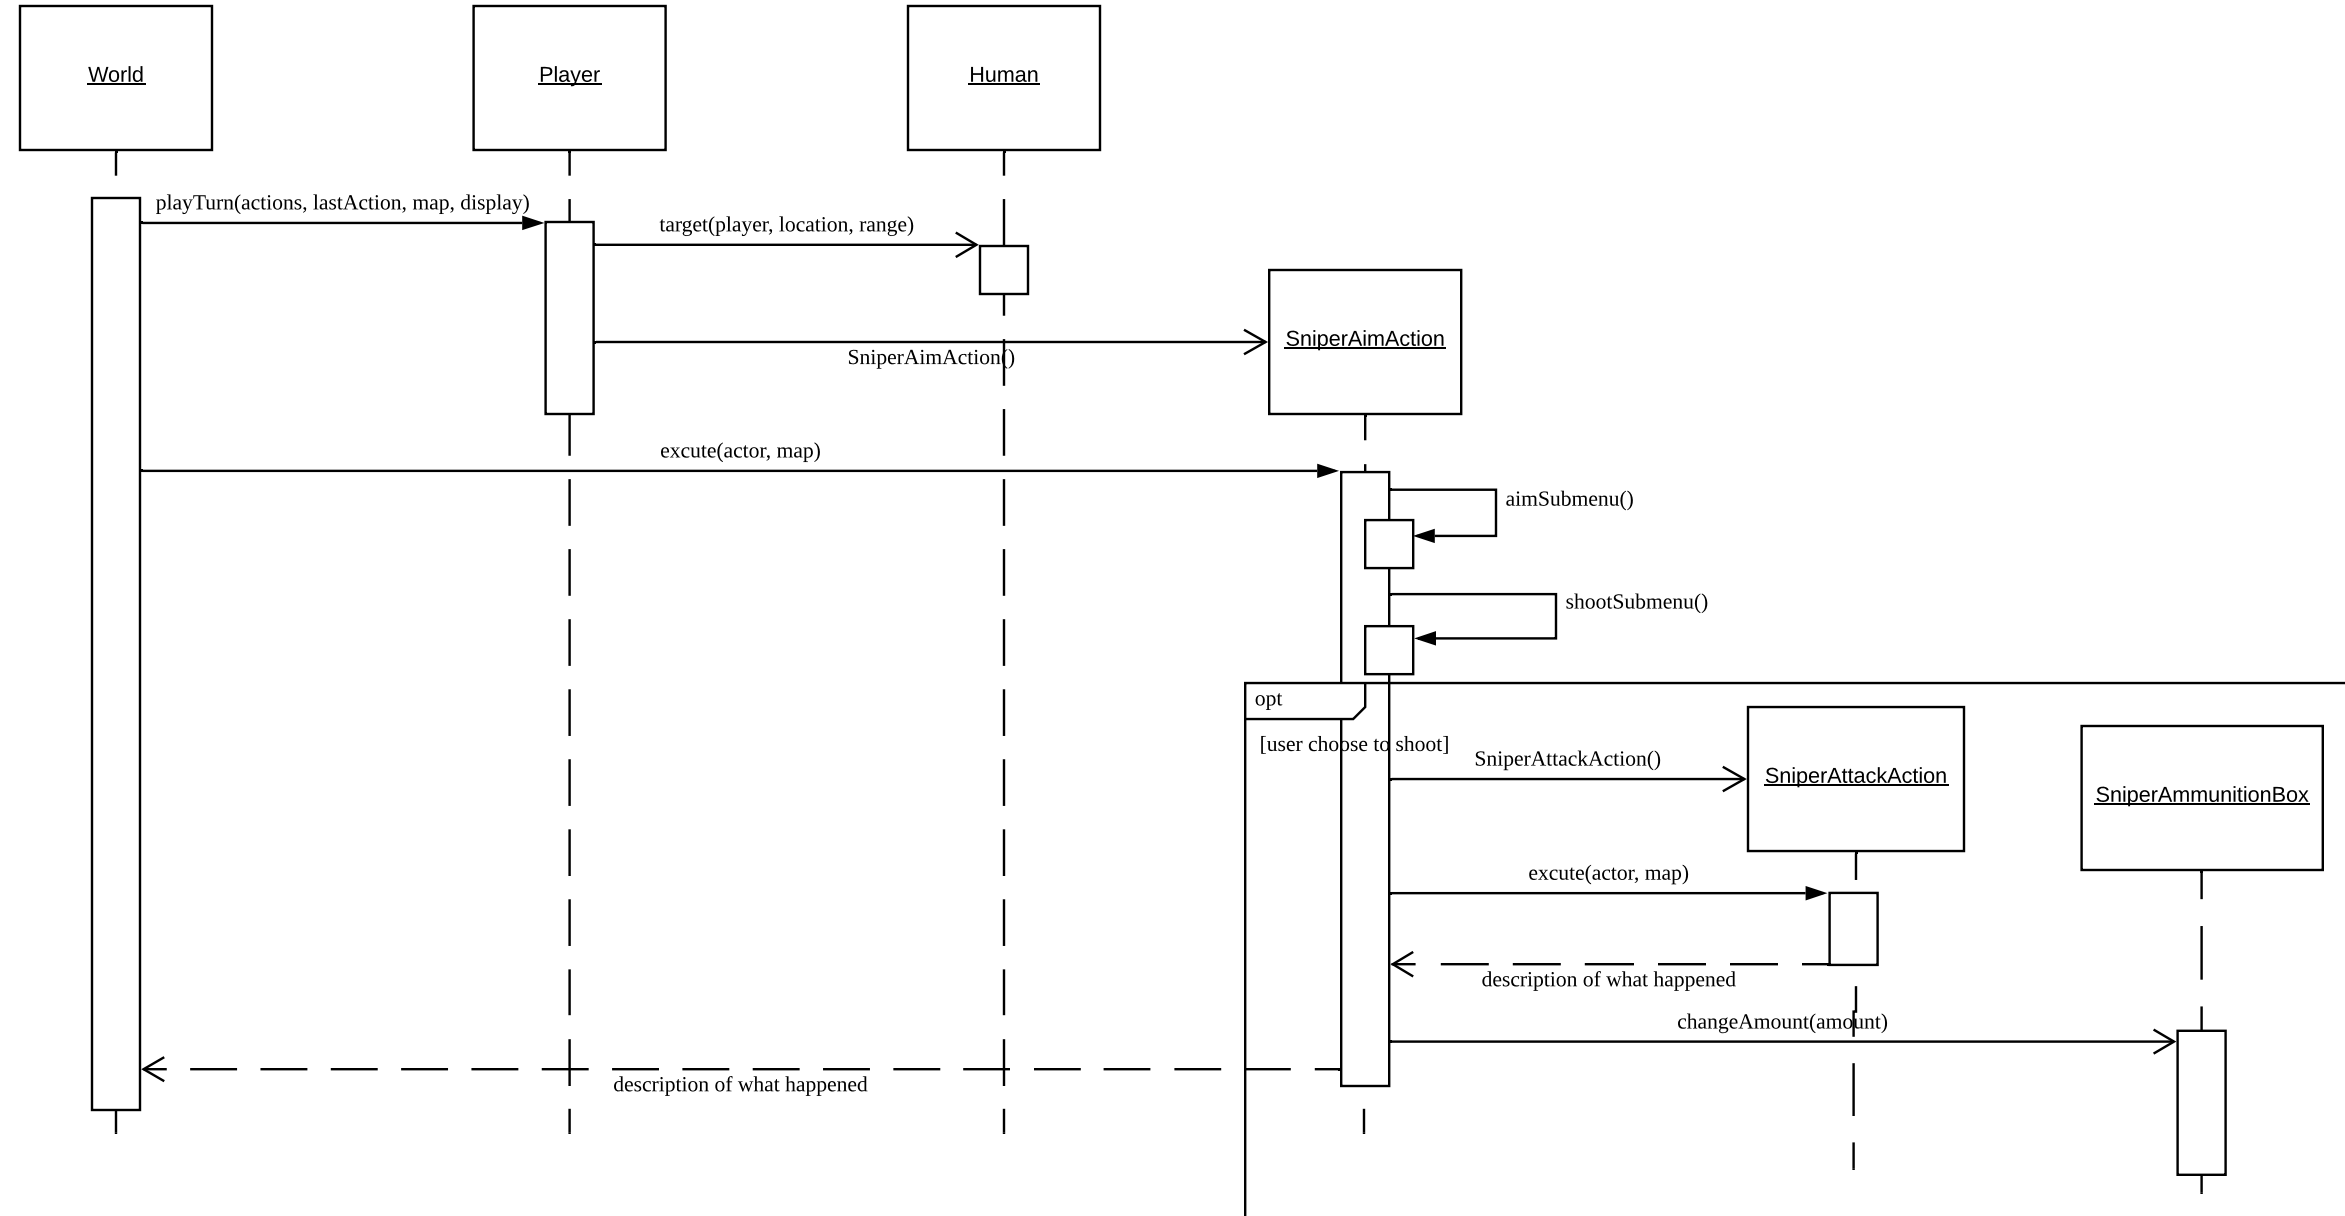 World
Player
Human
playTurn(actions, lastAction, map, display)
target(player, location, range)
SniperAimAction
SniperAimAction()
excute(actor, map)
aimSubmenu()
shootSubmenu()
opt
[user choose to shoot]
SniperAttackAction()
SniperAttackAction
SniperAmmunitionBox
excute(actor, map)
description of what happened
changeAmount(amount)
description of what happened